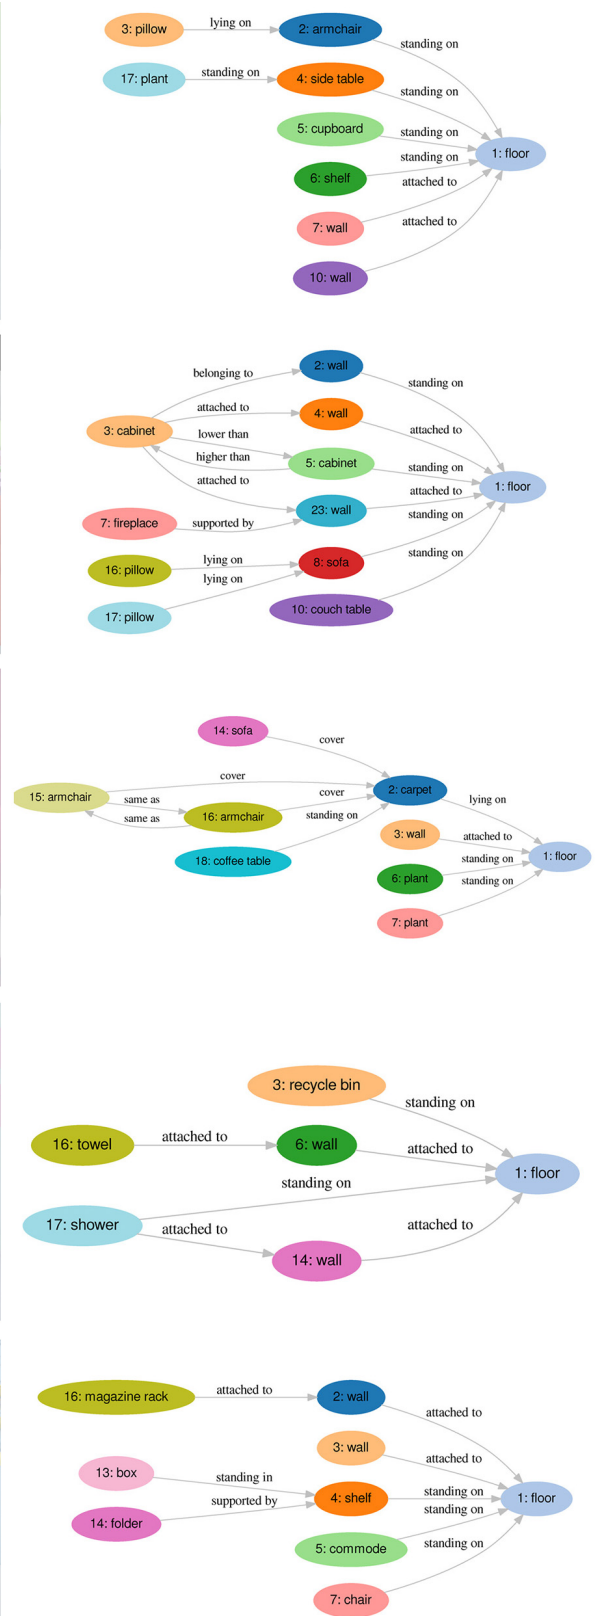 3: pillow
lying on
2: armchair
standing on
17: plant
standing on
4: side table
standing on
5: cupboard
standing on
1: floor
standing on
6: shelf
attached to
7: wall
attached to
10: wall
2: wall
belonging to
standing on
attached to
4: wall
3: cabinet
lower than
attached to
higher than
5: cabinet
standing on
1: floor
attached to
23: wall
attached to
7: fireplace
supported by
standing on
lying on
8: sofa
16: pillow
standing on
lying on
17: pillow
10: couch table
14: sofa
cover
15: armchair
cover
2: carpet
same as
cover
lying on
same as
16: armchair
standing on
3: wall
attached to
18: coffee table
6: plant
standing on
1: floor
standing on
7: plant
3: recycle bin
standing on
16: towel
attached to
6: wall
attached to
standing on
1: floor
17: shower
attached to
attached to
14: wall
16: magazine rack
attached to
2: wall
attached to
3: wall
attached to
13: box
standing in
4: shelf
standing on
1: floor
supported by
standing on
14: folder
5: commode
standing on
7: chair